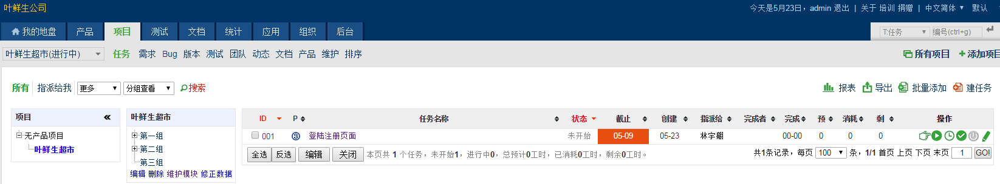 叶鲜生公司
今天是5月23日，admin 退出 | 关于 培训 捐赠 | 中文简体 默认
我的地盘 产品 项目 测试 文档 统计 应用 组织 后台
T:任务 编号(ctrl+g)
叶鲜生超市(进行中) 任务 需求 Bug 版本 测试 团队 动态 文档 产品 维护 排序
所有项目 添加项目
所有 指派给我 更多 分组查看 搜索
报表 导出 批量添加 建任务
项目
无产品项目
叶鲜生超市
叶鲜生超市
第一组
第二组
第三组
编辑 删除 维护模块 修正数据
ID P 任务名称 状态 截止 创建 指派给 完成者 完成 预 消耗 剩 操作
001 3 登陆注册页面 未开始 05-09 05-23 林宇翩 00-00 0 0 0
全选 反选 编辑 关闭 本页共 1 个任务，未开始1，进行中0，总预计0工时，已消耗0工时，剩余0工时。
共1条记录，每页 100 条，1/1 首页 上页 下页 末页 1 GO!